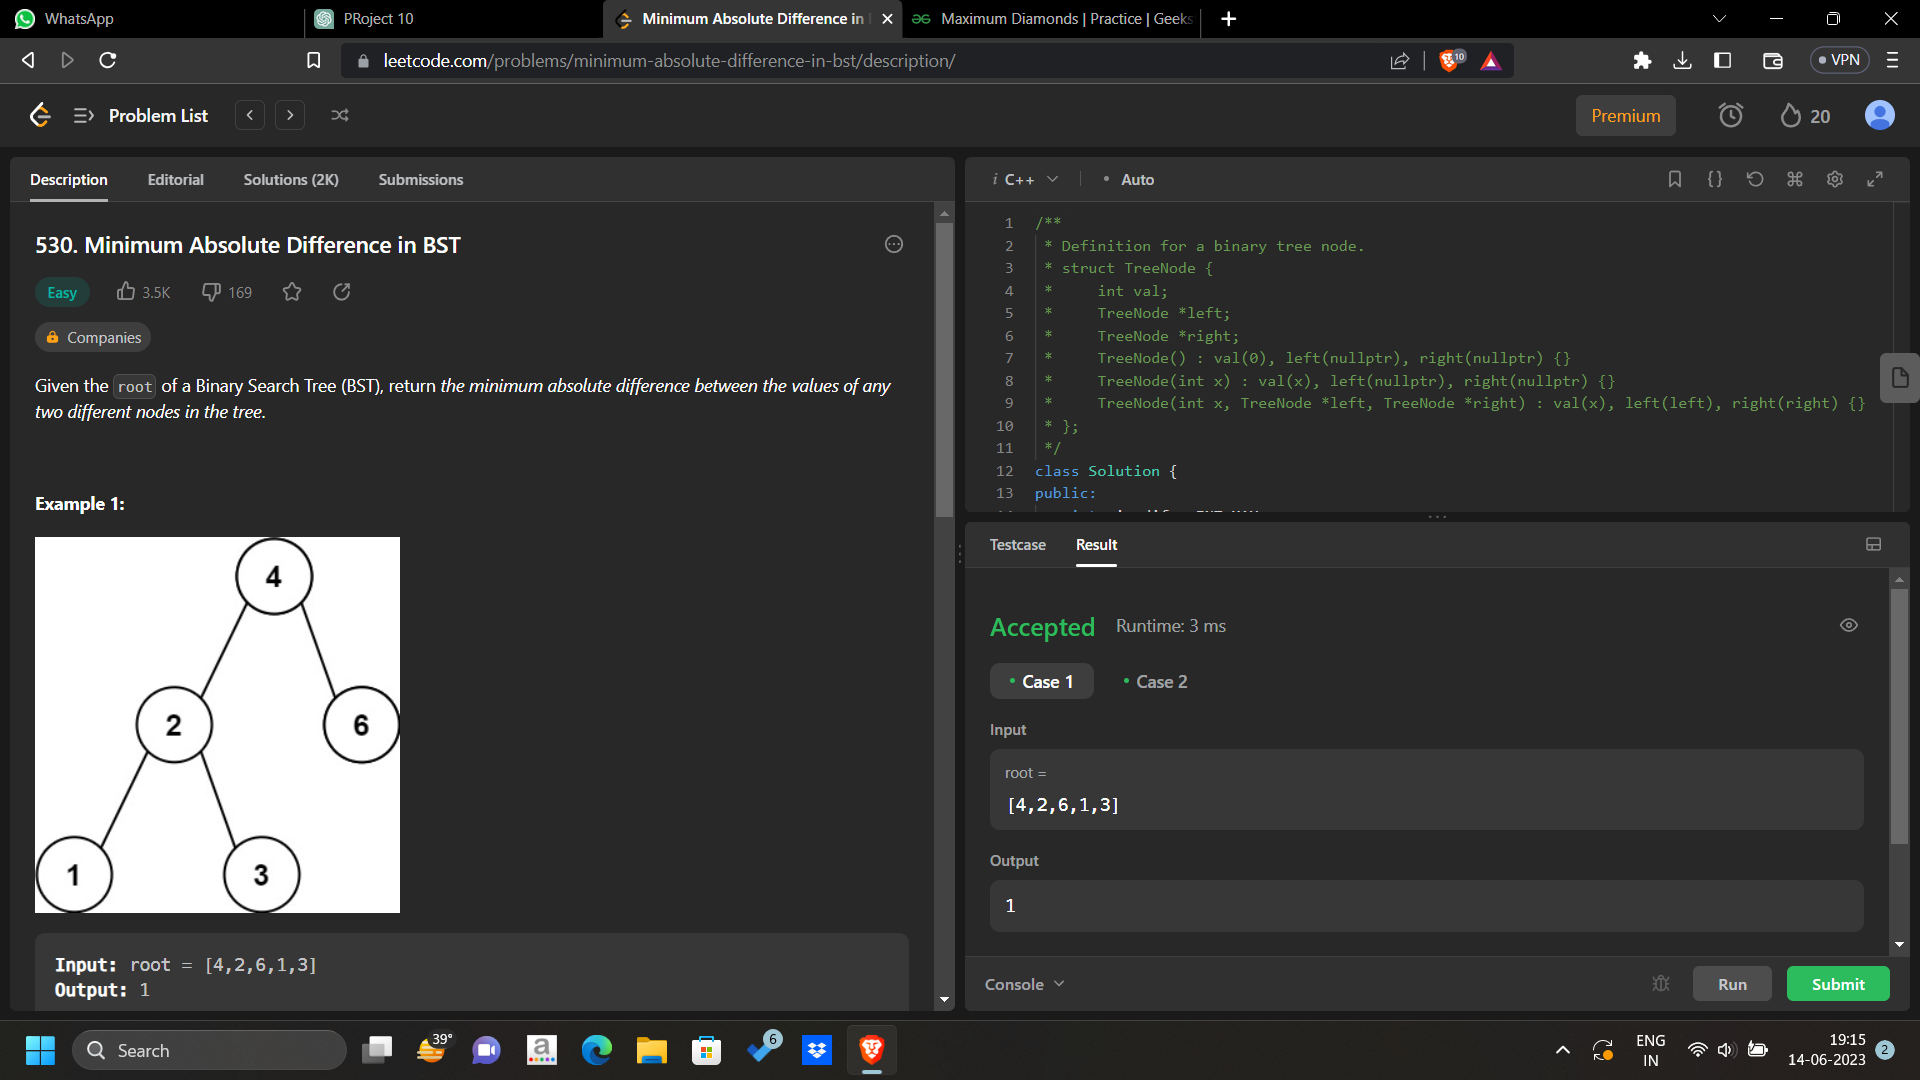 WhatsApp
PRoject 10
Minimum Absolute Difference in
Maximum Diamonds | Practice | Geeks
leetcode.com/problems/minimum-absolute-difference-in-bst/description/
10
VPN
Problem List
Premium
20
Description
Editorial
Solutions (2K)
Submissions
530. Minimum Absolute Difference in BST
Easy
3.5K
169
Companies
Given the root of a Binary Search Tree (BST), return the minimum absolute difference between the values of any
two different nodes in the tree.
Example 1:
4
2
6
1
3
Input: root = [4,2,6,1,3]
Output: 1
i C++
Auto
1 /**
2 * Definition for a binary tree node.
3 * struct TreeNode {
4 * int val;
5 * TreeNode *left;
6 * TreeNode *right;
7 * TreeNode() : val(0), left(nullptr), right(nullptr) {}
8 * TreeNode(int x) : val(x), left(nullptr), right(nullptr) {}
9 * TreeNode(int x, TreeNode *left, TreeNode *right) : val(x), left(left), right(right) {}
10 * };
11 */
12 class Solution {
13 public:
Testcase
Result
Accepted
Runtime: 3 ms
Case 1
Case 2
Input
root =
[4,2,6,1,3]
Output
1
Console
Run
Submit
Search
39°
a
6
ENG
IN
19:15
14-06-2023
2